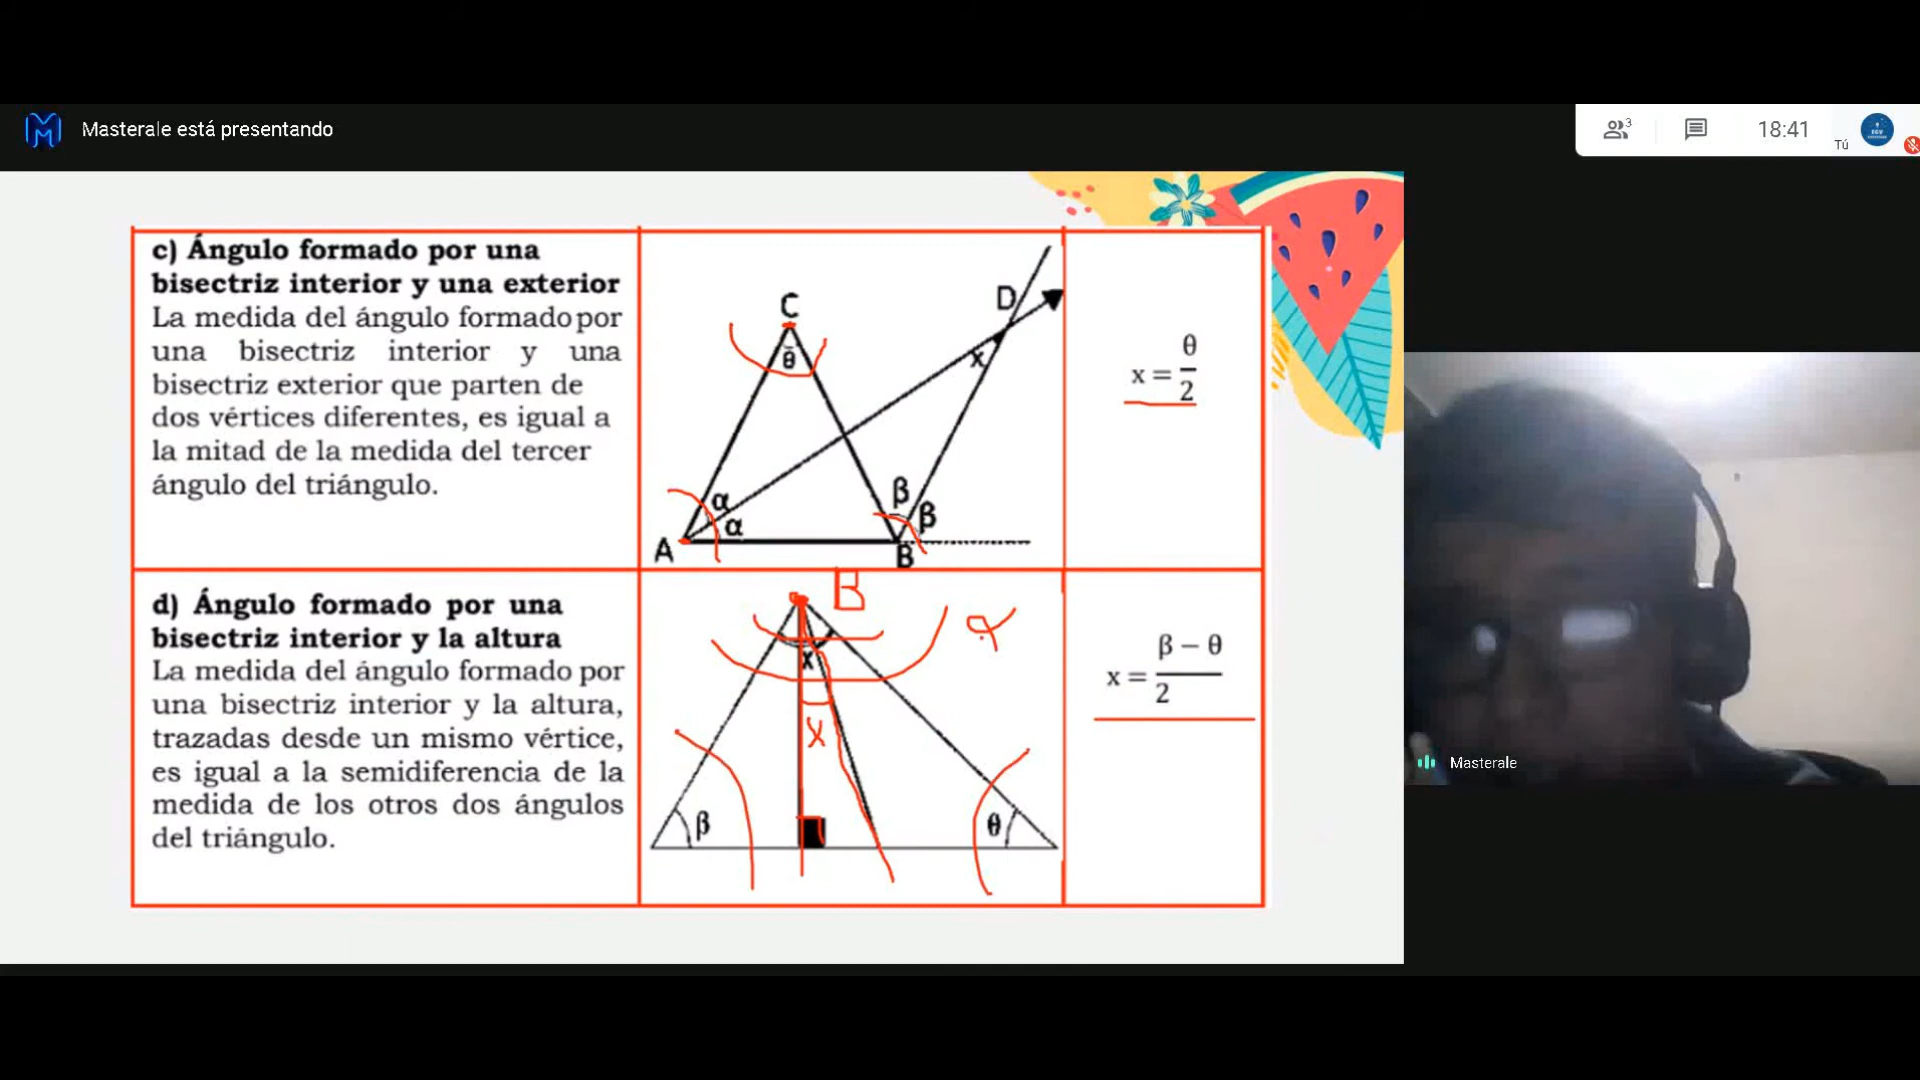 Masterale está presentando
3
18:41
Tú
c) Ángulo formado por una
bisectriz interior y una exterior
La medida del ángulo formado por
una bisectriz interior y una
bisectriz exterior que parten de
dos vértices diferentes, es igual a
la mitad de la medida del tercer
ángulo del triángulo.
C
θ
D
x
α
α
β
β
A
B
x = θ/2
d) Ángulo formado por una
bisectriz interior y la altura
La medida del ángulo formado por
una bisectriz interior y la altura,
trazadas desde un mismo vértice,
es igual a la semidiferencia de la
medida de los otros dos ángulos
del triángulo.
B
α
x
x
β
θ
x = β − θ / 2
Masterale